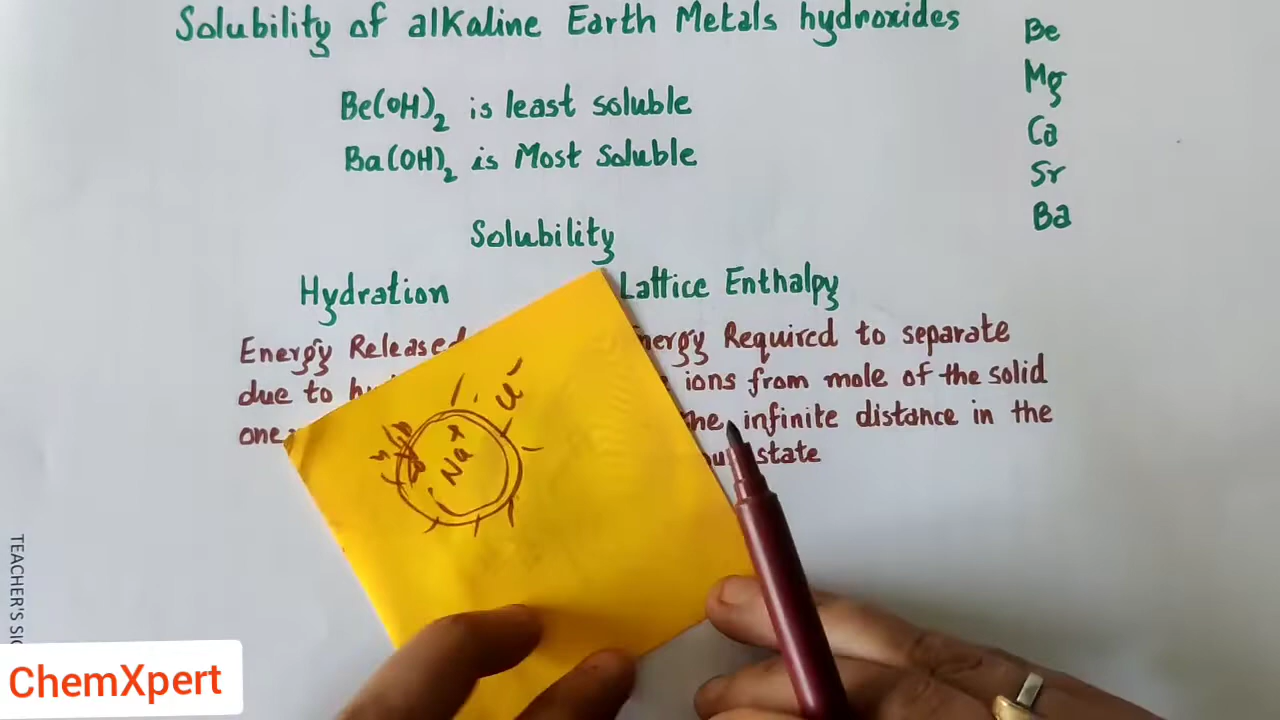 Solubility of alkaline Earth Metals hydroxides
Be
Mg
Ca
Sr
Ba
Be(OH)₂ is least soluble
Ba(OH)₂ is Most Soluble
Solubility
Hydration
Lattice Enthalpy
Energy Released
due to
one
Required to separate
ions from mole of the solid
infinite distance in the
state
Na⁺
Cl⁻
TEACHER'S
ChemXpert